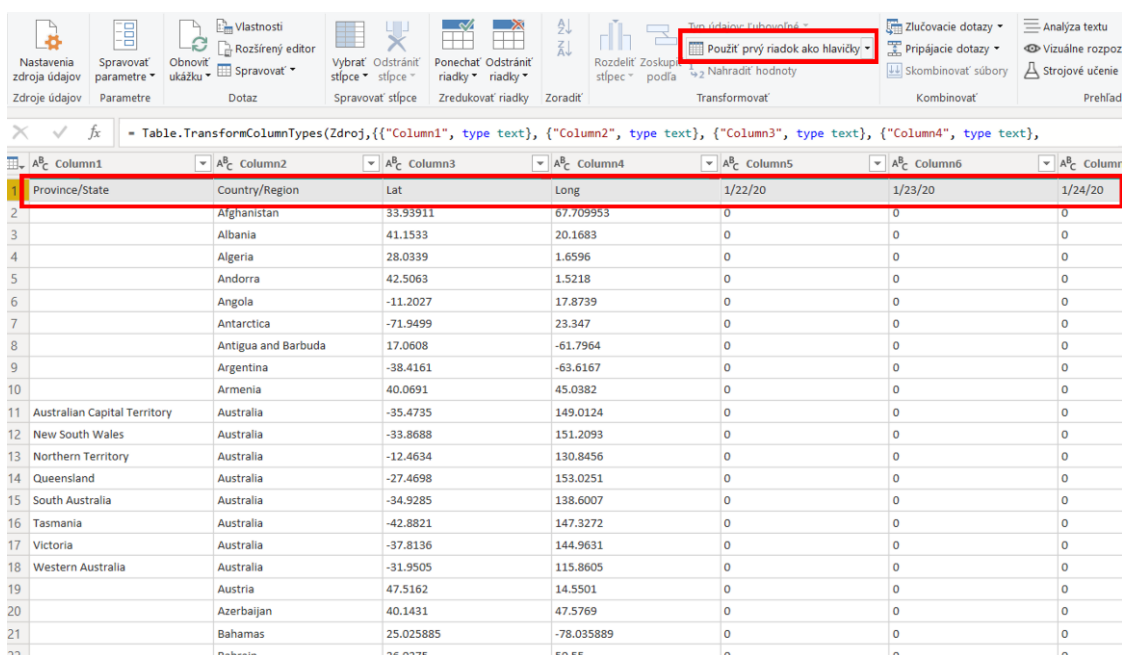 Vlastnosti
Rozšírený editor
Spravovať
Nastavenia zdroja údajov
Spravovať parametre
Obnoviť ukážku
Vybrať stĺpce
Odstrániť stĺpce
Ponechať riadky
Odstrániť riadky
Rozdeliť stĺpec
Zoskupiť podľa
Typ údajov: Ľubovoľné
Použiť prvý riadok ako hlavičky
Nahradiť hodnoty
Zlučovacie dotazy
Pripájacie dotazy
Skombinovať súbory
Analýza textu
Vizuálne rozpoz
Strojové učenie
Zdroje údajov Parametre Dotaz Spravovať stĺpce Zredukovať riadky Zoradiť Transformovať Kombinovať Prehľad
fx = Table.TransformColumnTypes(Zdroj,{{"Column1", type text}, {"Column2", type text}, {"Column3", type text}, {"Column4", type text},
Column1 Column2 Column3 Column4 Column5 Column6 Column
1 Province/State Country/Region Lat Long 1/22/20 1/23/20 1/24/20
2 Afghanistan 33.93911 67.709953 0 0 0
3 Albania 41.1533 20.1683 0 0 0
4 Algeria 28.0339 1.6596 0 0 0
5 Andorra 42.5063 1.5218 0 0 0
6 Angola -11.2027 17.8739 0 0 0
7 Antarctica -71.9499 23.347 0 0 0
8 Antigua and Barbuda 17.0608 -61.7964 0 0 0
9 Argentina -38.4161 -63.6167 0 0 0
10 Armenia 40.0691 45.0382 0 0 0
11 Australian Capital Territory Australia -35.4735 149.0124 0 0 0
12 New South Wales Australia -33.8688 151.2093 0 0 0
13 Northern Territory Australia -12.4634 130.8456 0 0 0
14 Queensland Australia -27.4698 153.0251 0 0 0
15 South Australia Australia -34.9285 138.6007 0 0 0
16 Tasmania Australia -42.8821 147.3272 0 0 0
17 Victoria Australia -37.8136 144.9631 0 0 0
18 Western Australia Australia -31.9505 115.8605 0 0 0
19 Austria 47.5162 14.5501 0 0 0
20 Azerbaijan 40.1431 47.5769 0 0 0
21 Bahamas 25.025885 -78.035889 0 0 0